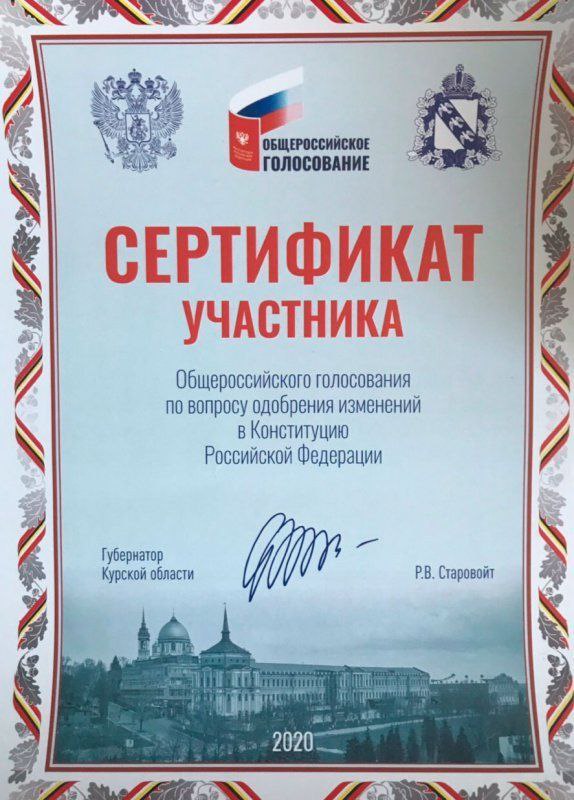 ОБЩЕРОССИЙСКОЕ
ГОЛОСОВАНИЕ
СЕРТИФИКАТ
УЧАСТНИКА
Общероссийского голосования
по вопросу одобрения изменений
в Конституцию
Российской Федерации
Губернатор
Курской области
Р.В. Старовойт
2020